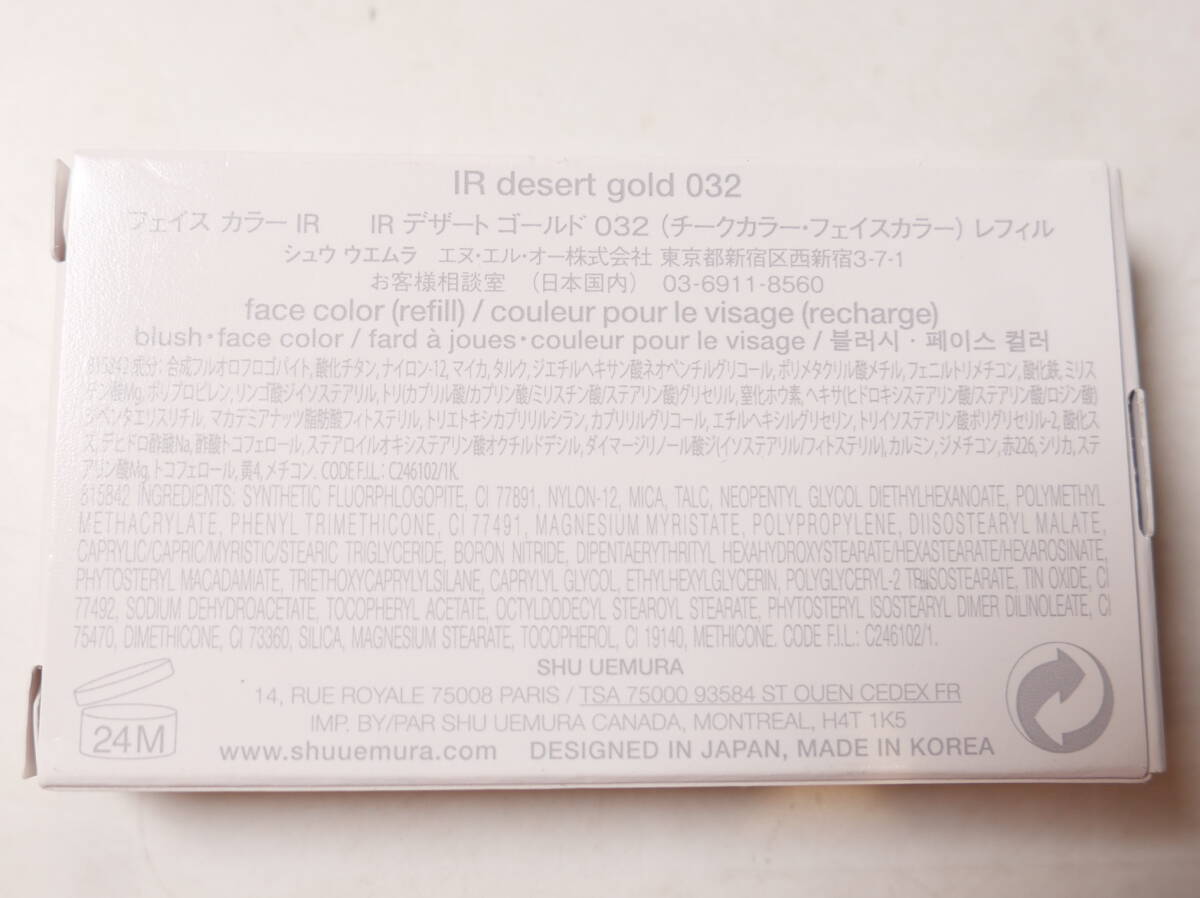 IR desert gold 032
フェイス カラー IR　IR デザート ゴールド 032（チークカラー・フェイスカラー）レフィル
シュウ ウエムラ　エヌ・エル・オー株式会社 東京都新宿区西新宿3-7-1
お客様相談室　（日本国内）　03-6911-8560
face color (refill) / couleur pour le visage (recharge)
blush・face color / fard à joues・couleur pour le visage / 블러시・페이스 컬러
815842 成分：合成フルオロフロゴパイト, 酸化チタン, ナイロン-12, マイカ, タルク, ジエチルヘキサン酸ネオペンチルグリコール, ポリメタクリル酸メチル, フェニルトリメチコン, 酸化鉄, ミリス
チン酸Mg, ポリプロピレン, リンゴ酸ジイソステアリル, トリ(カプリル酸/カプリン酸/ミリスチン酸/ステアリン酸)グリセリル, 窒化ホウ素, ヘキサ(ヒドロキシステアリン酸/ステアリン酸/ロジン酸)
ジペンタエリスリチル, マカデミアナッツ脂肪酸フィトステリル, トリエトキシカプリリルシラン, カプリリルグリコール, エチルヘキシルグリセリン, トリイソステアリン酸ポリグリセリル-2, 酸化ス
ズ, デヒドロ酢酸Na, 酢酸トコフェロール, ステアロイルオキシステアリン酸オクチルドデシル, ダイマージリノール酸ジ(イソステアリル/フィトステリル), カルミン, ジメチコン, 赤226, シリカ, ステ
アリン酸Mg, トコフェロール, 黄4, メチコン. CODE F.I.L.: C246102/1K.
815842 INGREDIENTS: SYNTHETIC FLUORPHLOGOPITE, CI 77891, NYLON-12, MICA, TALC, NEOPENTYL GLYCOL DIETHYLHEXANOATE, POLYMETHYL
METHACRYLATE, PHENYL TRIMETHICONE, CI 77491, MAGNESIUM MYRISTATE, POLYPROPYLENE, DIISOSTEARYL MALATE,
CAPRYLIC/CAPRIC/MYRISTIC/STEARIC TRIGLYCERIDE, BORON NITRIDE, DIPENTAERYTHRITYL HEXAHYDROXYSTEARATE/HEXASTEARATE/HEXAROSINATE,
PHYTOSTERYL MACADAMIATE, TRIETHOXYCAPRYLYLSILANE, CAPRYLYL GLYCOL, ETHYLHEXYLGLYCERIN, POLYGLYCERYL-2 TRIISOSTEARATE, TIN OXIDE, CI
77492, SODIUM DEHYDROACETATE, TOCOPHERYL ACETATE, OCTYLDODECYL STEAROYL STEARATE, PHYTOSTERYL ISOSTEARYL DIMER DILINOLEATE, CI
75470, DIMETHICONE, CI 73360, SILICA, MAGNESIUM STEARATE, TOCOPHEROL, CI 19140, METHICONE. CODE F.I.L.: C246102/1.
SHU UEMURA
14, RUE ROYALE 75008 PARIS / TSA 75000 93584 ST OUEN CEDEX FR
IMP. BY/PAR SHU UEMURA CANADA, MONTREAL, H4T 1K5
www.shuuemura.com　DESIGNED IN JAPAN, MADE IN KOREA
24M